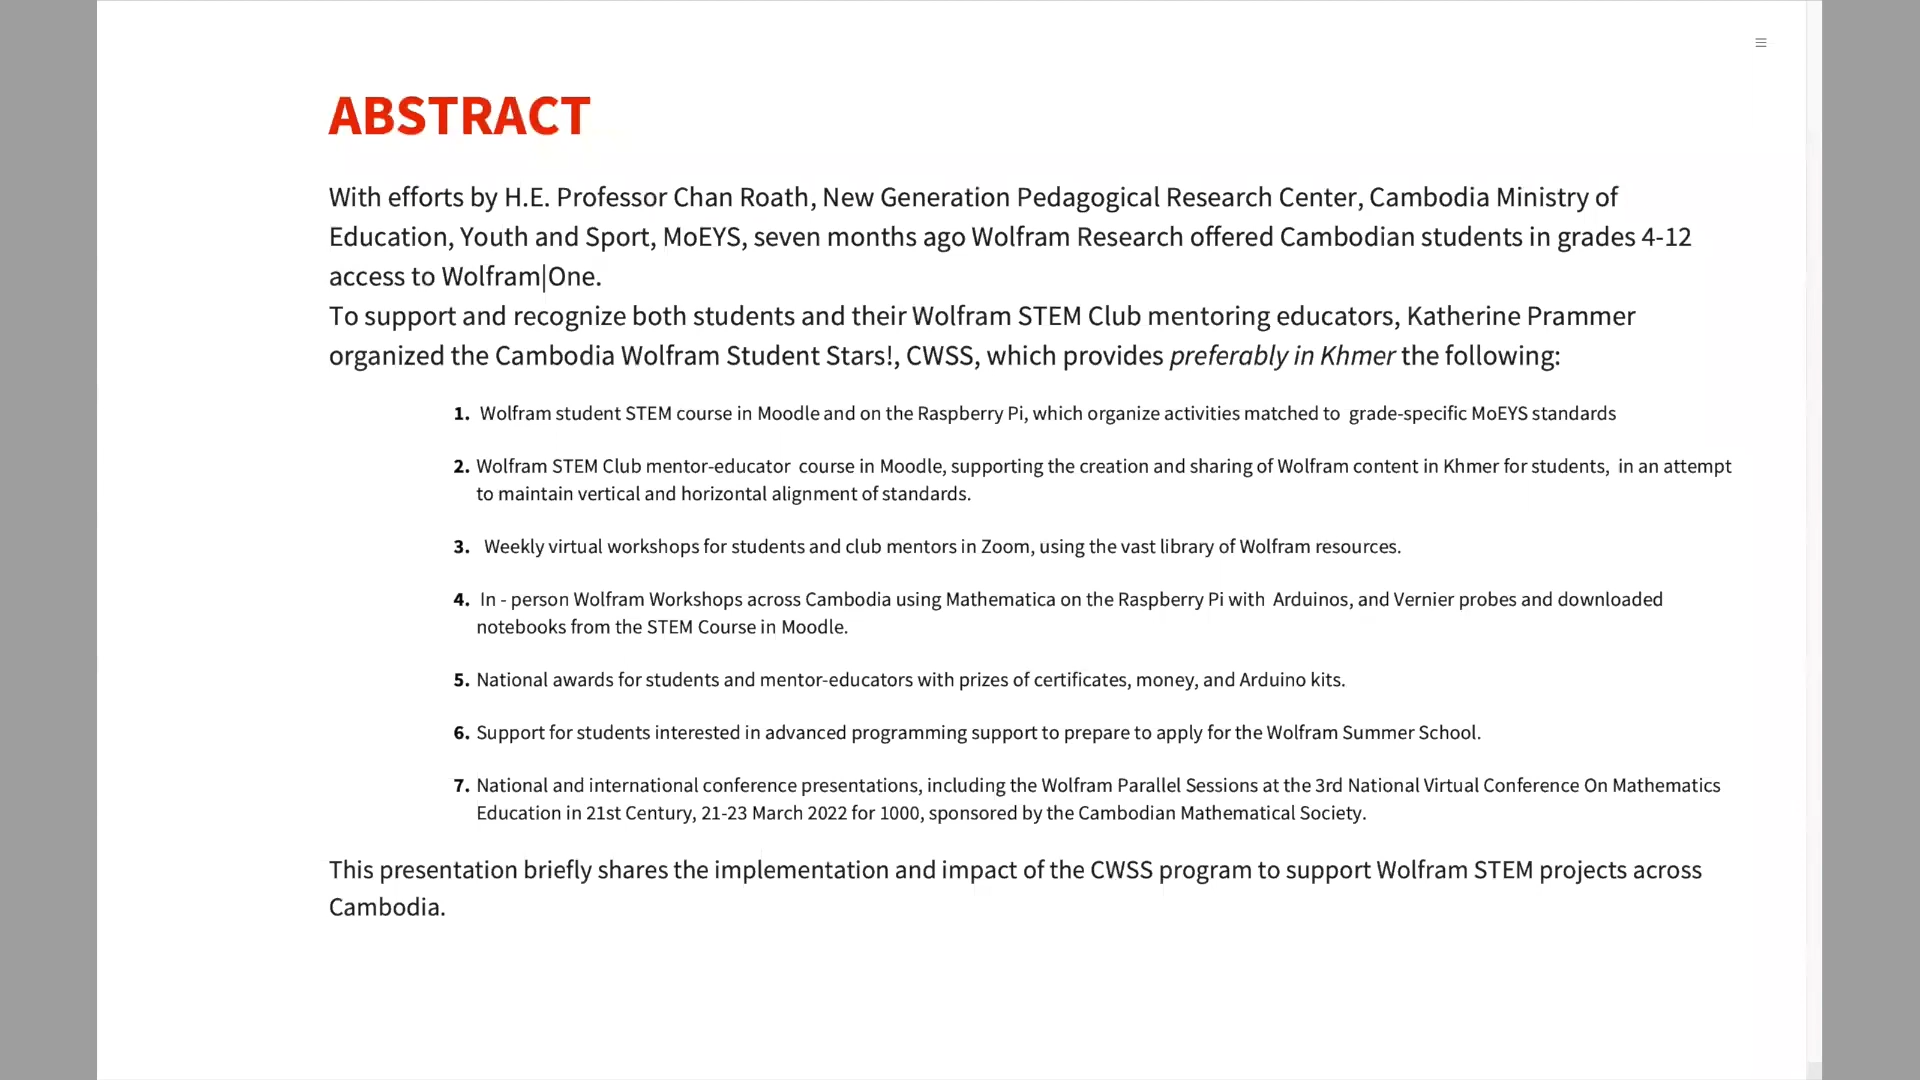 ABSTRACT
With efforts by H.E. Professor Chan Roath, New Generation Pedagogical Research Center, Cambodia Ministry of
Education, Youth and Sport, MoEYS, seven months ago Wolfram Research offered Cambodian students in grades 4-12
access to Wolfram|One.
To support and recognize both students and their Wolfram STEM Club mentoring educators, Katherine Prammer
organized the Cambodia Wolfram Student Stars!, CWSS, which provides preferably in Khmer the following:
1. Wolfram student STEM course in Moodle and on the Raspberry Pi, which organize activities matched to grade-specific MoEYS standards
2. Wolfram STEM Club mentor-educator course in Moodle, supporting the creation and sharing of Wolfram content in Khmer for students, in an attempt
to maintain vertical and horizontal alignment of standards.
3. Weekly virtual workshops for students and club mentors in Zoom, using the vast library of Wolfram resources.
4. In - person Wolfram Workshops across Cambodia using Mathematica on the Raspberry Pi with Arduinos, and Vernier probes and downloaded
notebooks from the STEM Course in Moodle.
5. National awards for students and mentor-educators with prizes of certificates, money, and Arduino kits.
6. Support for students interested in advanced programming support to prepare to apply for the Wolfram Summer School.
7. National and international conference presentations, including the Wolfram Parallel Sessions at the 3rd National Virtual Conference On Mathematics
Education in 21st Century, 21-23 March 2022 for 1000, sponsored by the Cambodian Mathematical Society.
This presentation briefly shares the implementation and impact of the CWSS program to support Wolfram STEM projects across
Cambodia.